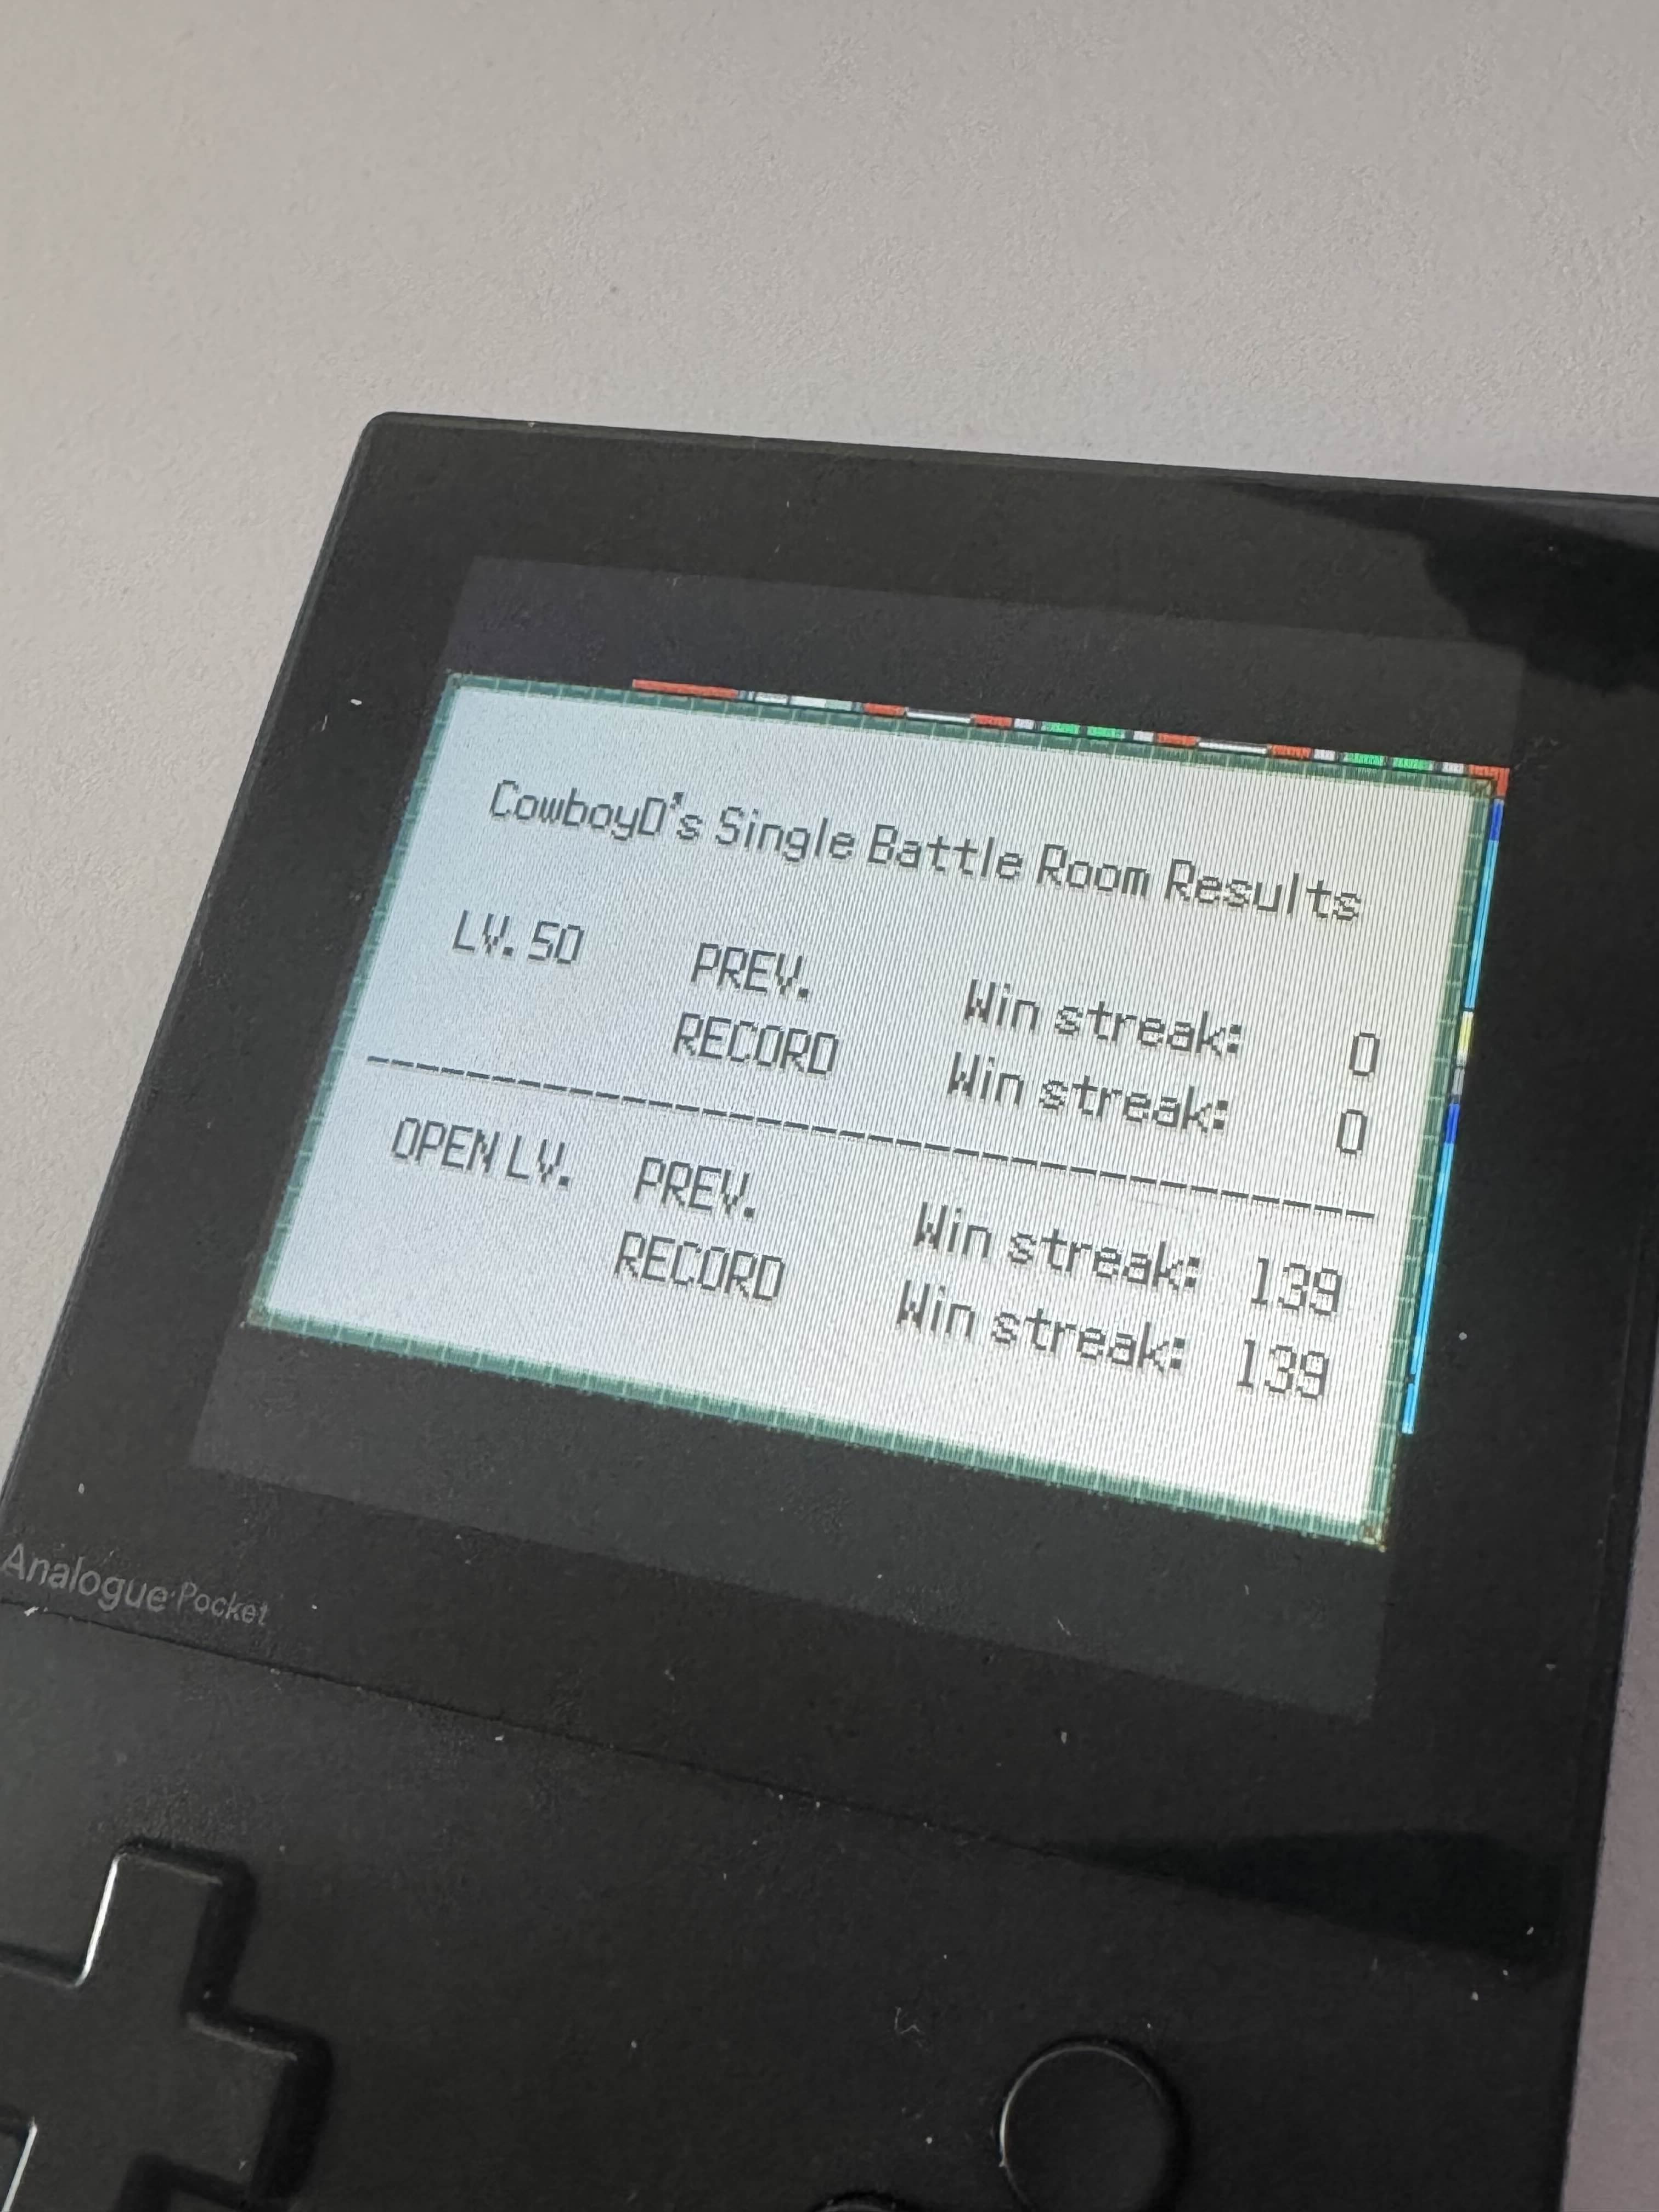 CowboyD's Single Battle Room Results
LV. 50 PREV. Win streak: 0
RECORD Win streak: 0
OPEN LV. PREV. Win streak: 139
RECORD Win streak: 139
Analogue Pocket